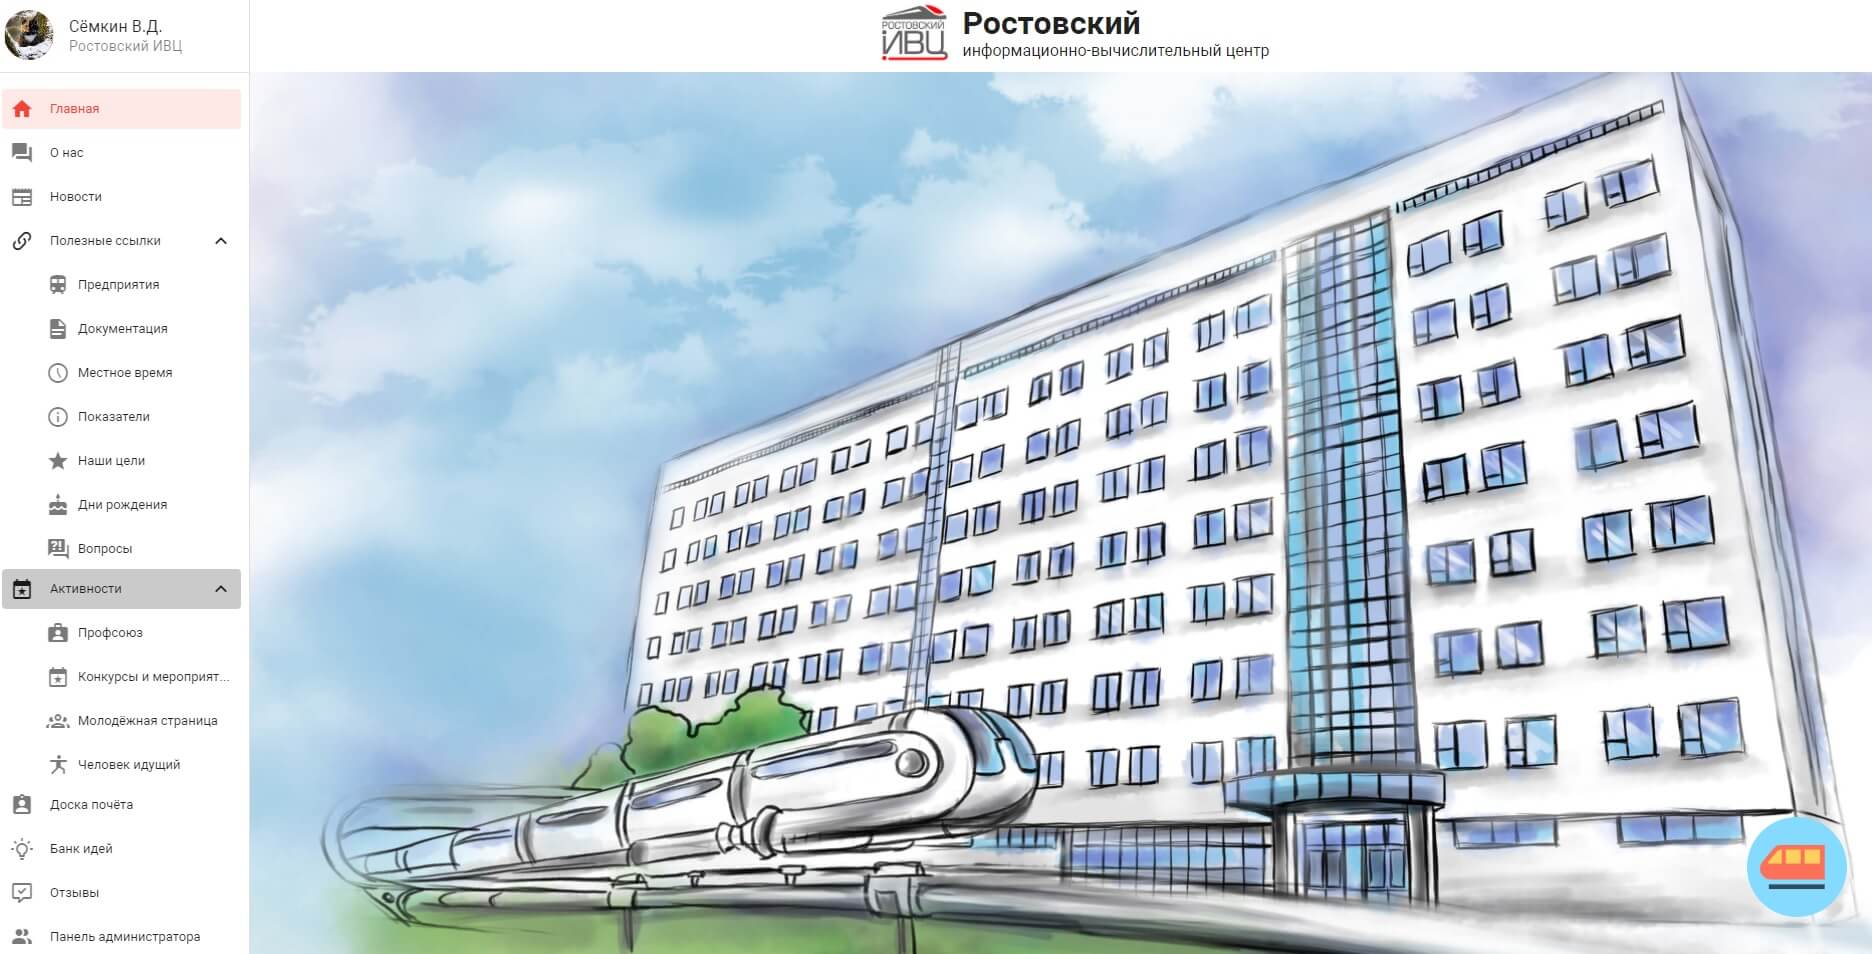 Сёмкин В.Д.
Ростовский ИВЦ
РОСТОВСКИЙ
ИВЦ
Ростовский
информационно-вычислительный центр
Главная
О нас
Новости
Полезные ссылки
Предприятия
Документация
Местное время
Показатели
Наши цели
Дни рождения
Вопросы
Активности
Профсоюз
Конкурсы и мероприят...
Молодёжная страница
Человек идущий
Доска почёта
Банк идей
Отзывы
Панель администратора